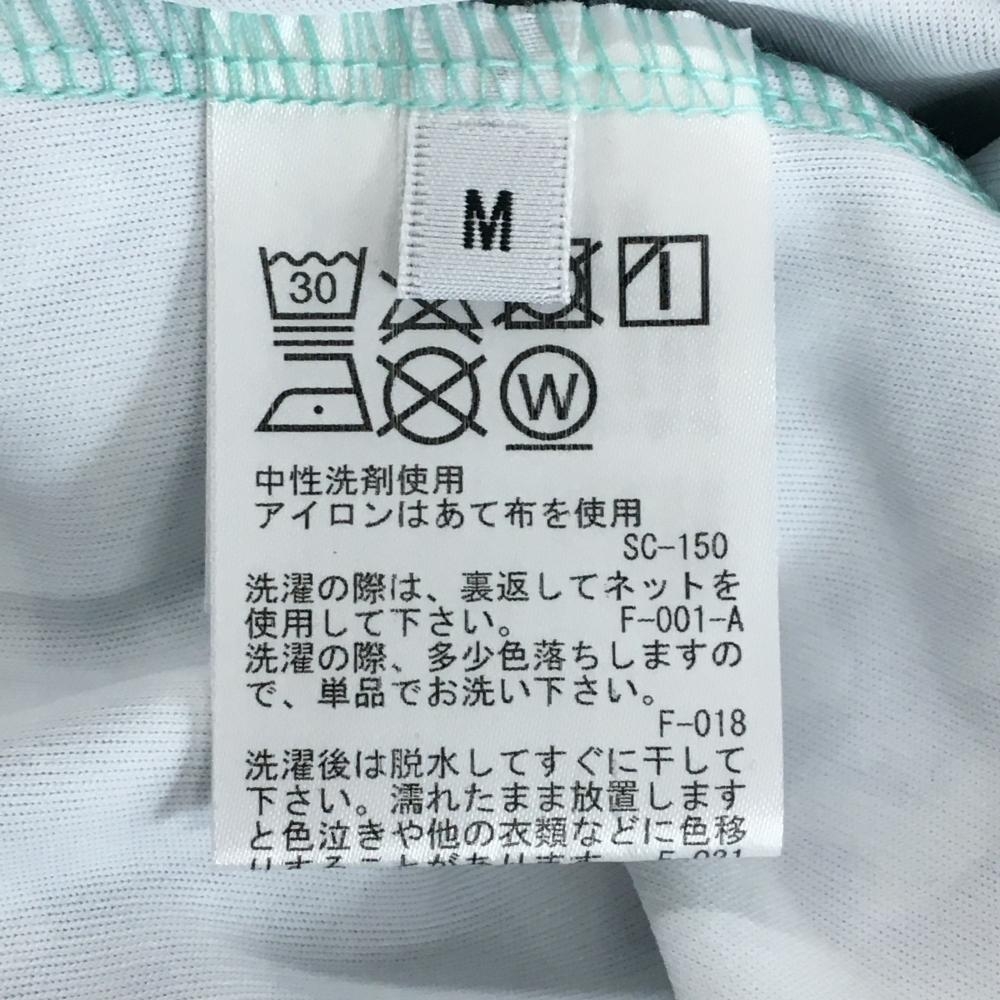 M
30
W
中性洗剤使用
アイロンはあて布を使用
SC-150
洗濯の際は、裏返してネットを
使用して下さい。 F-001-A
洗濯の際、多少色落ちしますの
で、単品でお洗い下さい。
F-018
洗濯後は脱水してすぐに干して
下さい。濡れたまま放置します
と色泣きや他の衣類などに色移